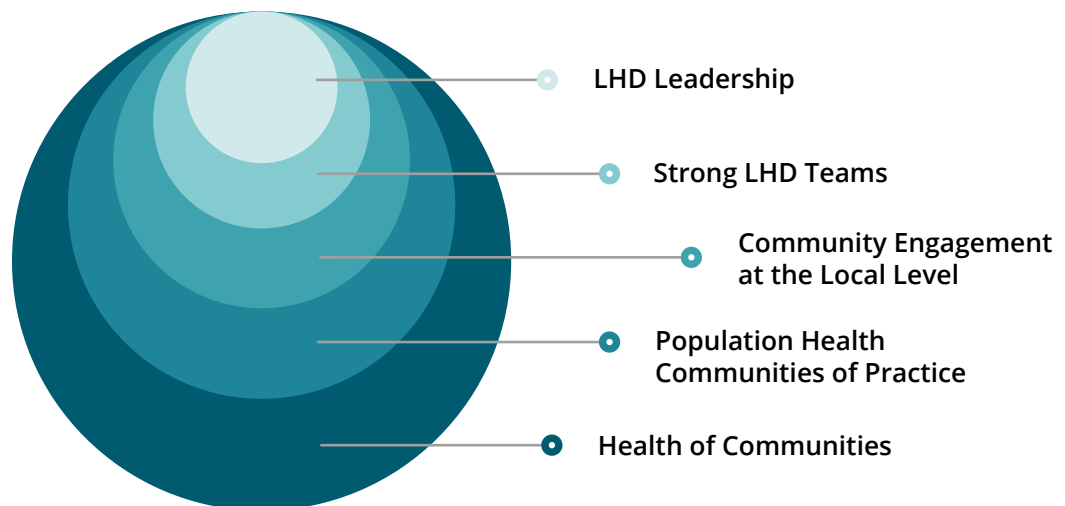 LHD Leadership
Strong LHD Teams
Community Engagement
at the Local Level
Population Health
Communities of Practice
Health of Communities